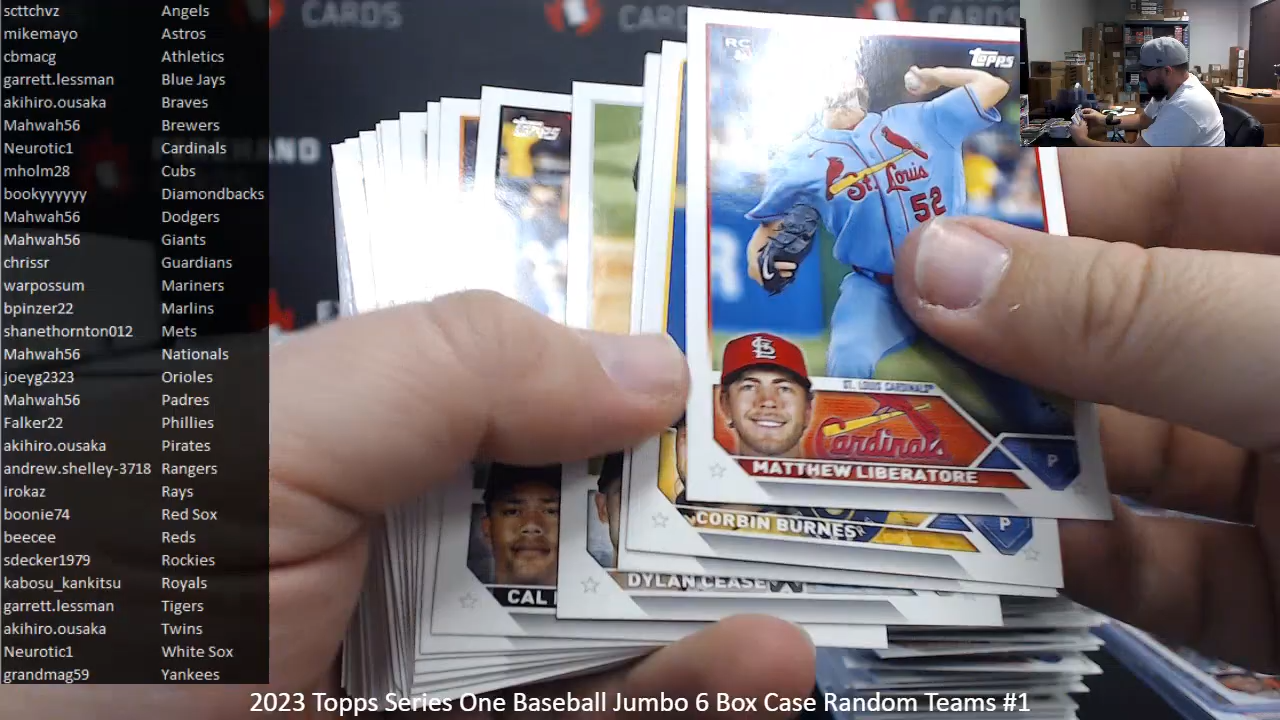 scttchvz Angels
mikemayo Astros
cbmacg Athletics
garrett.lessman Blue Jays
akihiro.ousaka Braves
Mahwah56 Brewers
Neurotic1 Cardinals
mholm28 Cubs
bookyyyyyy Diamondbacks
Mahwah56 Dodgers
Mahwah56 Giants
chrissr Guardians
warpossum Mariners
bpinzer22 Marlins
shanethornton012 Mets
Mahwah56 Nationals
joeyg2323 Orioles
Mahwah56 Padres
Falker22 Phillies
akihiro.ousaka Pirates
andrew.shelley-3718 Rangers
irokaz Rays
boonie74 Red Sox
beecee Reds
sdecker1979 Rockies
kabosu_kankitsu Royals
garrett.lessman Tigers
akihiro.ousaka Twins
Neurotic1 White Sox
grandmag59 Yankees
CARDS
CARDS
RC
Topps
Topps
St. Louis
52
ST. LOUIS CARDINALS
Cardinals
P
MATTHEW LIBERATORE
CORBIN BURNES
P
DYLAN CEASE
CAL
2023 Topps Series One Baseball Jumbo 6 Box Case Random Teams #1